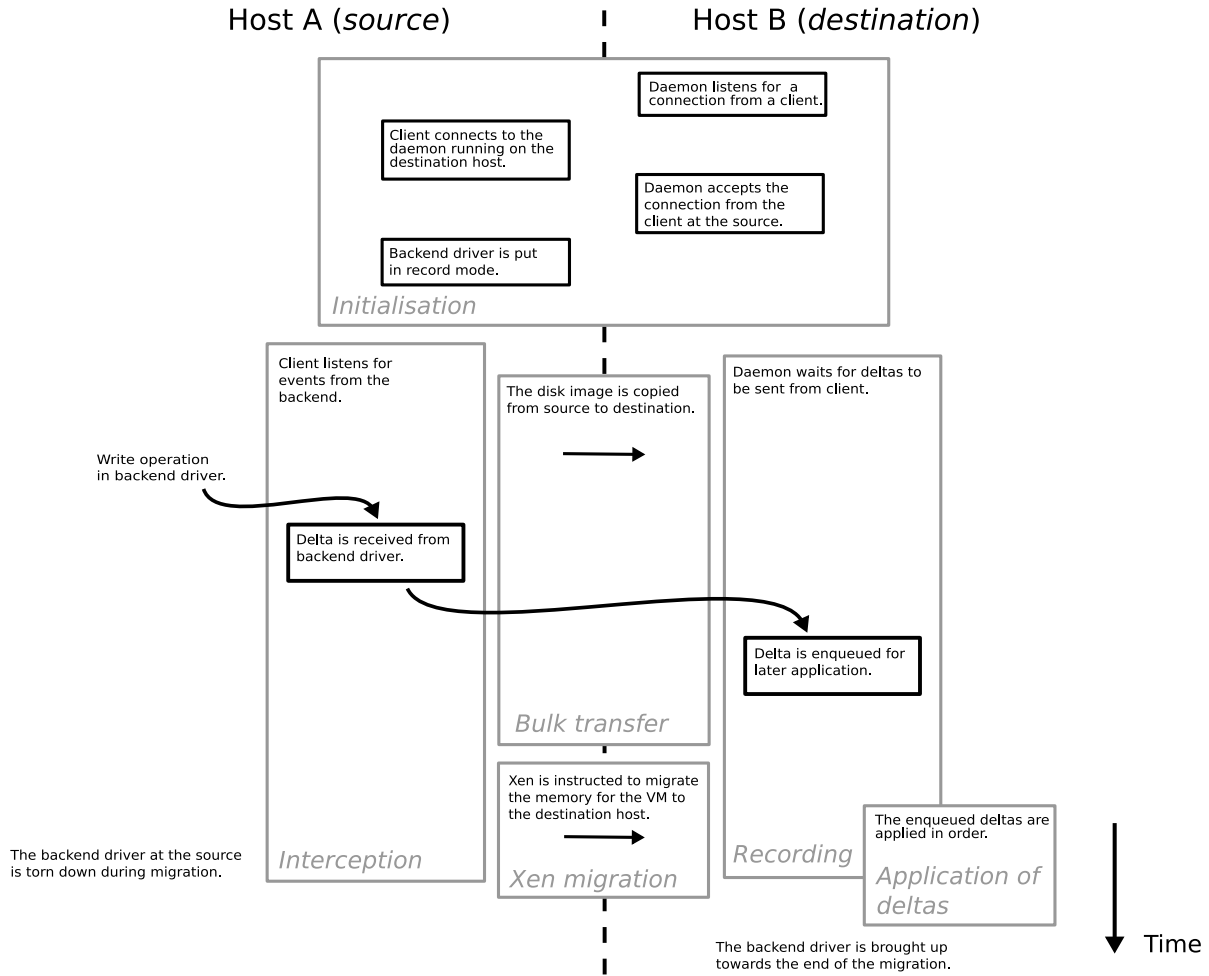 Host A (source)
Host B (destination)
Daemon listens for a
connection from a client.
Client connects to the
daemon running on the
destination host.
Daemon accepts the
connection from the
client at the source.
Backend driver is put
in record mode.
Initialisation
Client listens for
events from the
backend.
The disk image is copied
from source to destination.
Daemon waits for deltas to
be sent from client.
Write operation
in backend driver.
Delta is received from
backend driver.
Delta is enqueued for
later application.
Bulk transfer
Xen is instructed to migrate
the memory for the VM to
the destination host.
The enqueued deltas are
applied in order.
The backend driver at the source
is torn down during migration.
Interception
Xen migration
Recording
Application of
deltas
The backend driver is brought up
towards the end of the migration.
Time